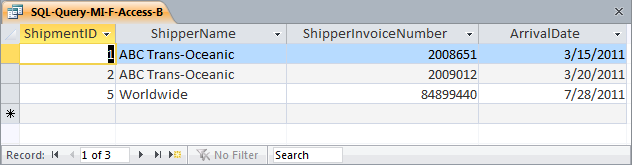 SQL-Query-MI-F-Access-B
ShipmentID ShipperName ShipperInvoiceNumber ArrivalDate
1 ABC Trans-Oceanic 2008651 3/15/2011
2 ABC Trans-Oceanic 2009012 3/20/2011
5 Worldwide 84899440 7/28/2011
Record: 1 of 3 No Filter Search